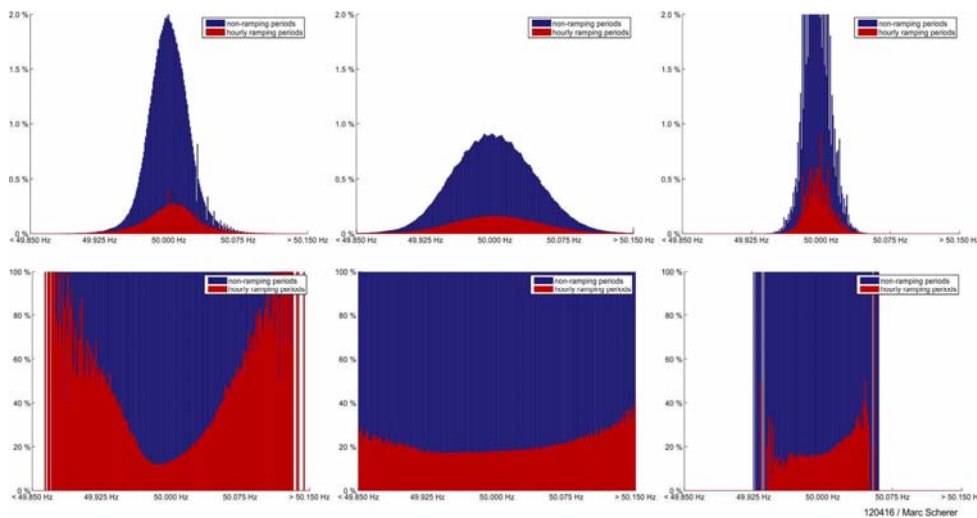 2.0 %
1.5 %
1.0 %
0.5 %
0 %
< 49.850 Hz 49.925 Hz 50.000 Hz 50.075 Hz > 50.150 Hz
non-ramping periods
hourly ramping periods
2.0 %
1.5 %
1.0 %
0.5 %
0 %
< 49.850 Hz 49.925 Hz 50.000 Hz 50.075 Hz > 50.150 Hz
non-ramping periods
hourly ramping periods
2.0 %
1.5 %
1.0 %
0.5 %
0 %
< 49.850 Hz 49.925 Hz 50.000 Hz 50.075 Hz > 50.150 Hz
non-ramping periods
hourly ramping periods
100 %
80 %
60 %
40 %
20 %
0 %
< 49.850 Hz 49.925 Hz 50.000 Hz 50.075 Hz > 50.150 Hz
non-ramping periods
hourly ramping periods
100 %
80 %
60 %
40 %
20 %
0 %
< 49.850 Hz 49.925 Hz 50.000 Hz 50.075 Hz > 50.150 Hz
non-ramping periods
hourly ramping periods
100 %
80 %
60 %
40 %
20 %
0 %
< 49.850 Hz 49.925 Hz 50.000 Hz 50.075 Hz > 50.150 Hz
non-ramping periods
hourly ramping periods
120416 / Marc Scherer